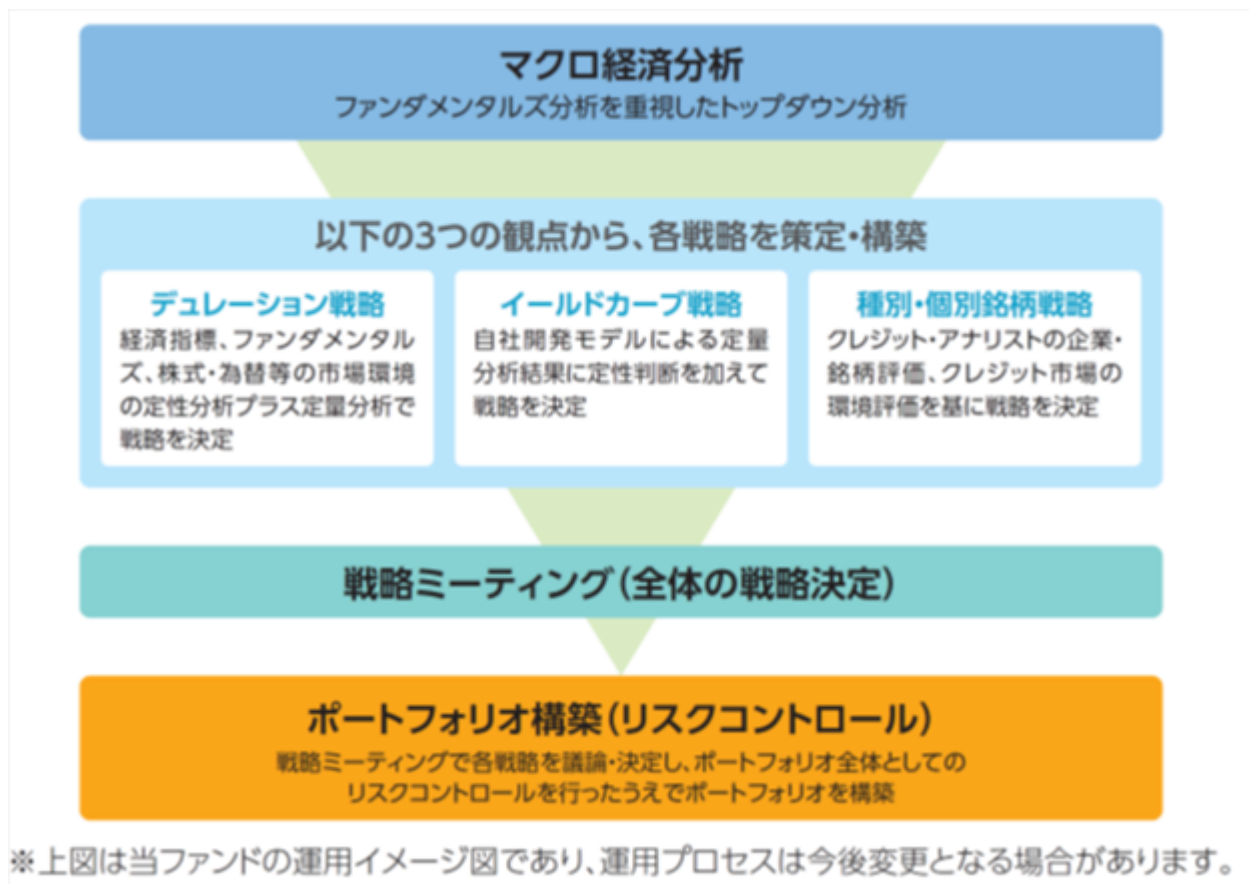 マクロ経済分析
ファンダメンタルズ分析を重視したトップダウン分析
以下の3つの観点から、各戦略を策定・構築
デュレーション戦略
経済指標、ファンダメンタル
ズ、株式・為替等の市場環境
の定性分析プラス定量分析で
戦略を決定
イールドカーブ戦略
自社開発モデルによる定量
分析結果に定性判断を加えて
戦略を決定
種別・個別銘柄戦略
クレジット・アナリストの企業・
銘柄評価、クレジット市場の
環境評価を基に戦略を決定
戦略ミーティング(全体の戦略決定)
ポートフォリオ構築(リスクコントロール)
戦略ミーティングで各戦略を議論・決定し、ポートフォリオ全体としての
リスクコントロールを行ったうえでポートフォリオを構築
※上図は当ファンドの運用イメージ図であり、運用プロセスは今後変更となる場合があります。